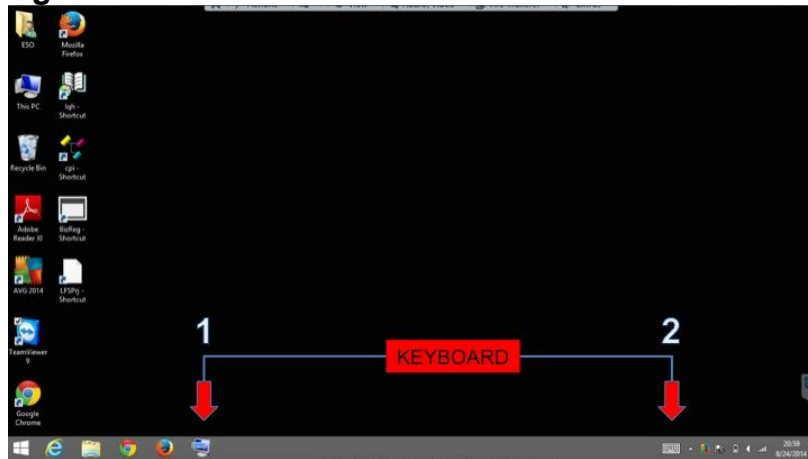 ESO
Mozilla
Firefox
This PC
lgh -
Shortcut
Recycle Bin
cpi -
Shortcut
Adobe
Reader XI
BizReg -
Shortcut
AVG 2014
LFSPrj -
Shortcut
TeamViewer
9
Google
Chrome
1
2
KEYBOARD
20:59
8/24/2014